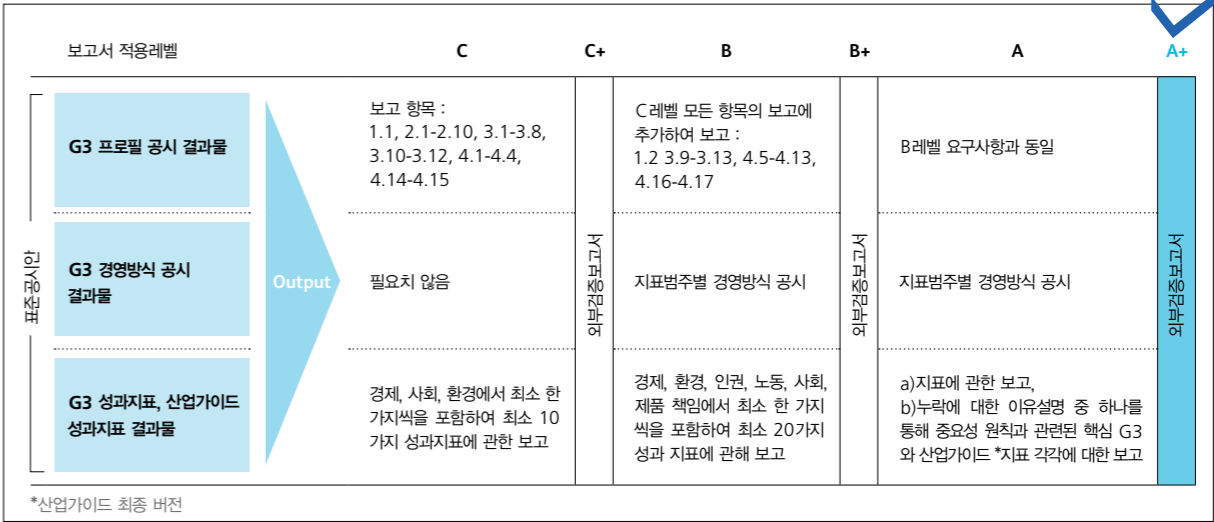 보고서 적용레벨
C
C+
B
B+
A
A+
표준공시안
G3 프로필 공시 결과물
보고 항목 :
1.1, 2.1-2.10, 3.1-3.8,
3.10-3.12, 4.1-4.4,
4.14-4.15
C레벨 모든 항목의 보고에
추가하여 보고 :
1.2 3.9-3.13, 4.5-4.13,
4.16-4.17
B레벨 요구사항과 동일
G3 경영방식 공시
결과물
Output
필요치 않음
외부검증보고서
지표범주별 경영방식 공시
외부검증보고서
지표범주별 경영방식 공시
외부검증보고서
G3 성과지표, 산업가이드
성과지표 결과물
경제, 사회, 환경에서 최소 한
가지씩을 포함하여 최소 10
가지 성과지표에 관한 보고
경제, 환경, 인권, 노동, 사회,
제품 책임에서 최소 한 가지
씩을 포함하여 최소 20가지
성과 지표에 관해 보고
a)지표에 관한 보고,
b)누락에 대한 이유설명 중 하나를
통해 중요성 원칙과 관련된 핵심 G3
와 산업가이드 *지표 각각에 대한 보고
*산업가이드 최종 버전